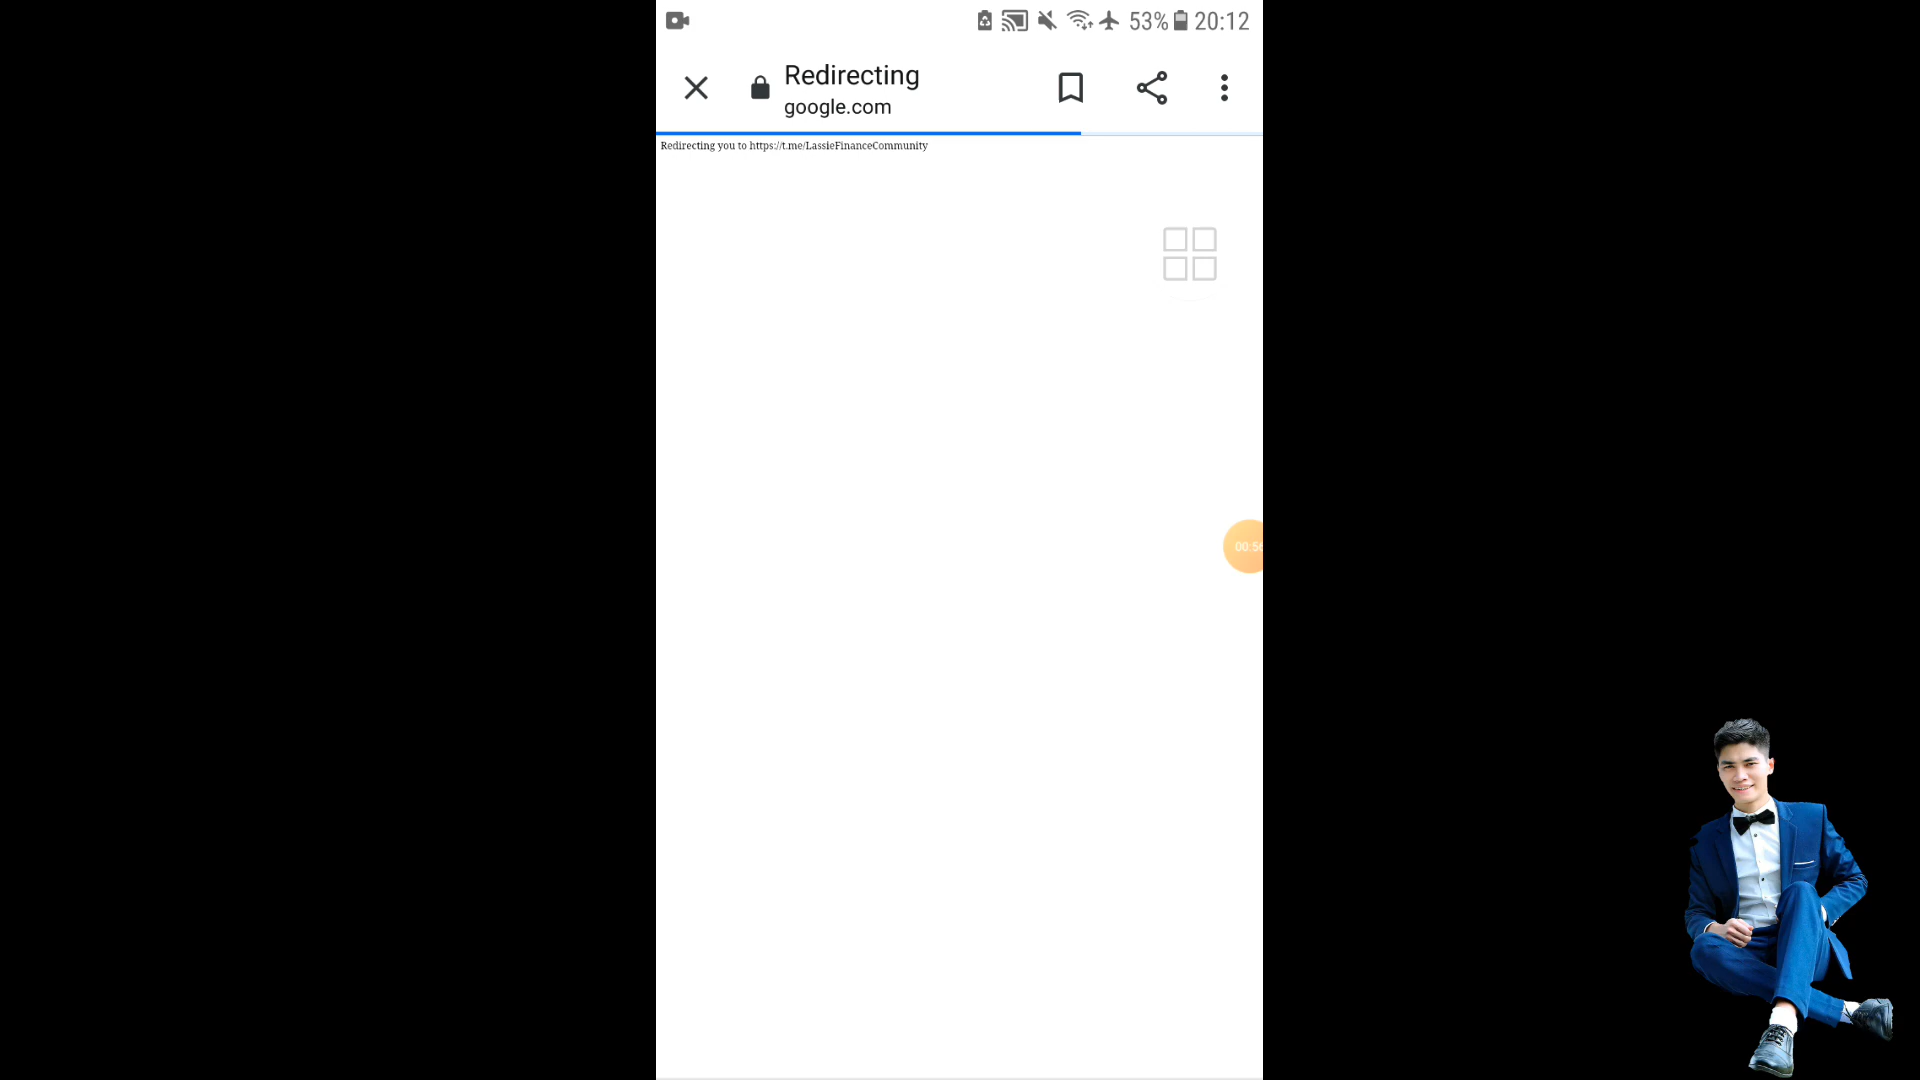 53% 20:12
Redirecting
google.com
Redirecting you to https://t.me/LassieFinanceCommunity